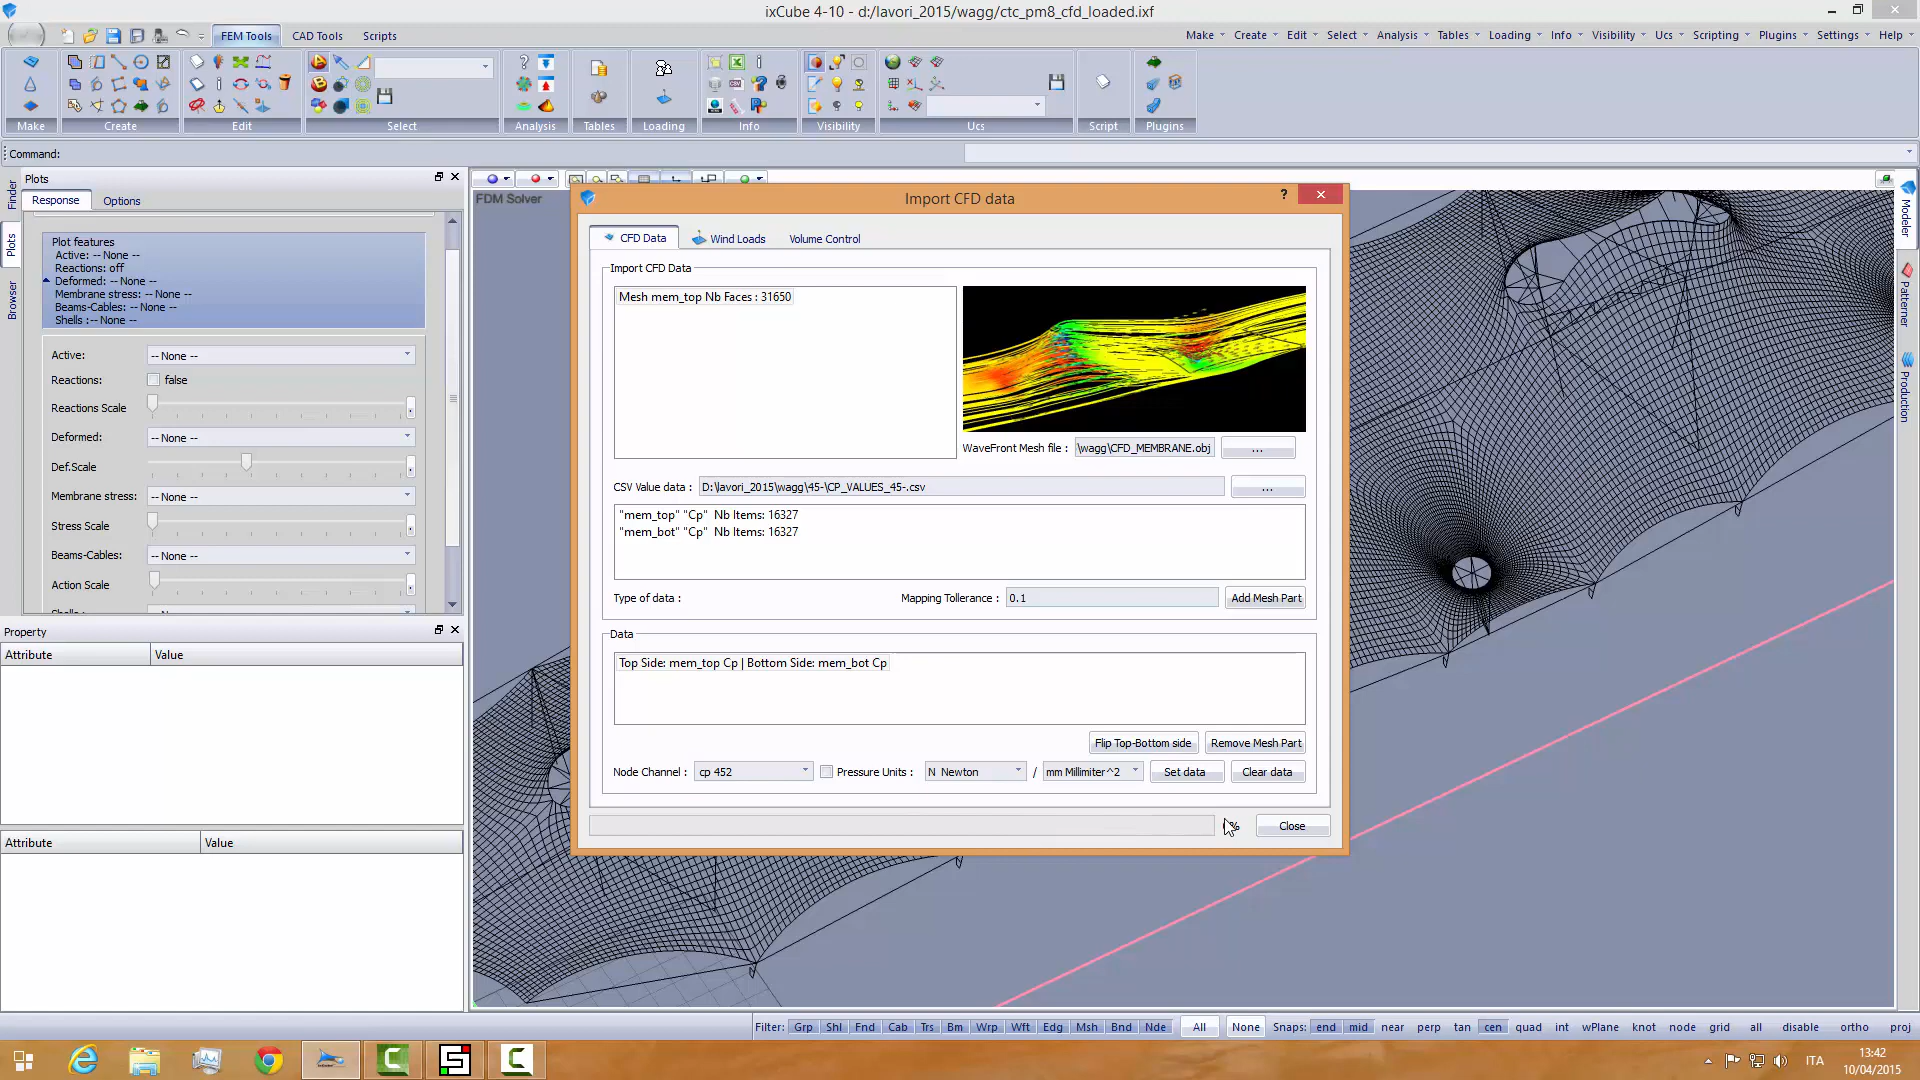 ixCube 4-10 - d:/lavori_2015/wagg/ctc_pm8_cfd_loaded.ixf
FEM Tools CAD Tools Scripts
Make Create Edit Select Analysis Tables Loading Info Visibility Ucs Scripting Plugins Settings Help
Make Create Edit Select Analysis Tables Loading Info Visibility Ucs Script Plugins
Command:
Plots
Response Options
Finder
Plots
Browser
Plot features
Active: -- None --
Reactions: off
Deformed: -- None --
Membrane stress: -- None --
Beams-Cables: -- None --
Shells :-- None --
Active: -- None --
Reactions: false
Reactions Scale
Deformed: -- None --
Def.Scale
Membrane stress: -- None --
Stress Scale
Beams-Cables: -- None --
Action Scale
Property
Attribute Value
Attribute Value
FDM Solver
Modeler
Patterner
Production
Import CFD data
?
CFD Data Wind Loads Volume Control
Import CFD Data
Mesh mem_top Nb Faces : 31650
WaveFront Mesh file : \wagg\CFD_MEMBRANE.obj ...
CSV Value data : D:\lavori_2015\wagg\45-\CP_VALUES_45-.csv ...
"mem_top" "Cp" Nb Items: 16327
"mem_bot" "Cp" Nb Items: 16327
Type of data : Mapping Tollerance : 0.1 Add Mesh Part
Data
Top Side: mem_top Cp | Bottom Side: mem_bot Cp
Flip Top-Bottom side Remove Mesh Part
Node Channel : cp 452 Pressure Units : N Newton / mm Millimiter^2 Set data Clear data
Close
Filter: Grp Shl Fnd Cab Trs Bm Wrp Wft Edg Msh Bnd Nde All None Snaps: end mid near perp tan cen quad int wPlane knot node grid all disable ortho proj
ITA
13:42
10/04/2015